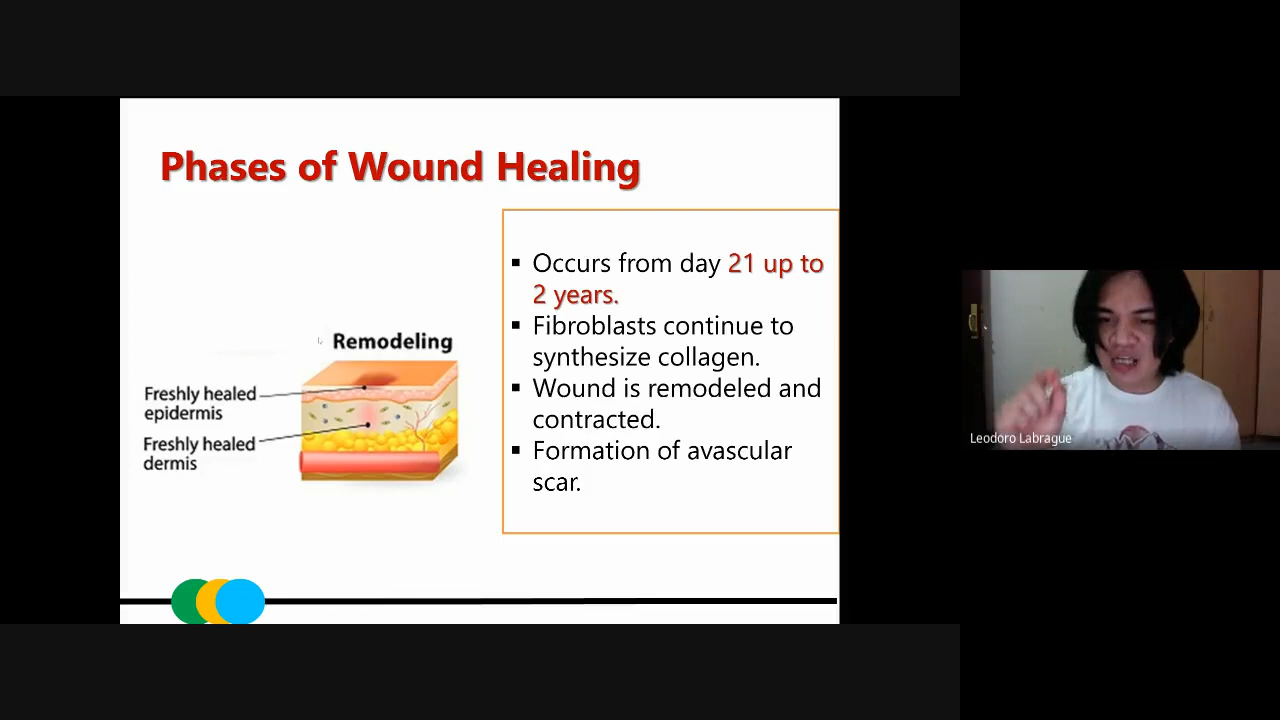 Phases of Wound Healing
▪ Occurs from day 21 up to
2 years.
▪ Fibroblasts continue to
synthesize collagen.
▪ Wound is remodeled and
contracted.
▪ Formation of avascular
scar.
Remodeling
Freshly healed
epidermis
Freshly healed
dermis
Leodoro Labrague